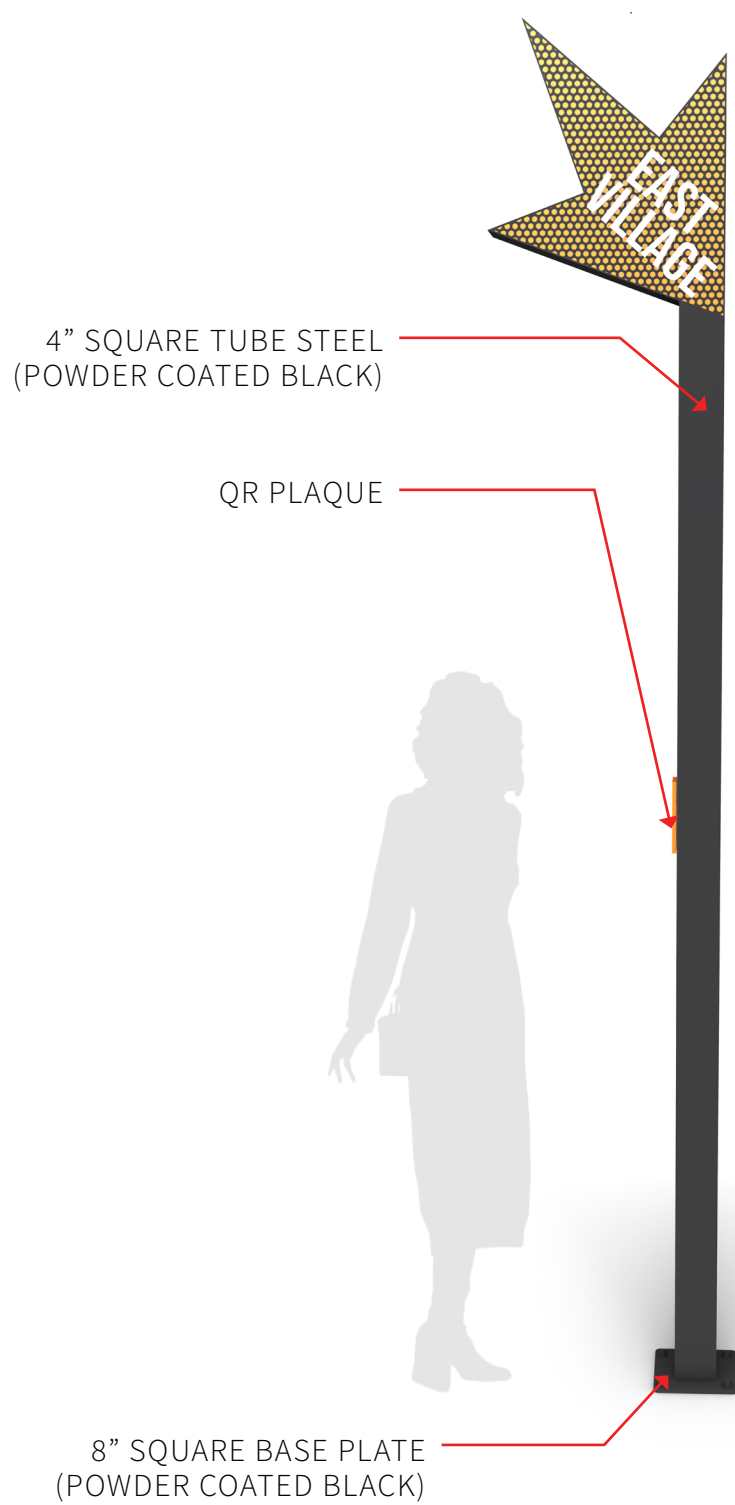 EAST
VILLAGE
4” SQUARE TUBE STEEL
(POWDER COATED BLACK)
QR PLAQUE
8” SQUARE BASE PLATE
(POWDER COATED BLACK)